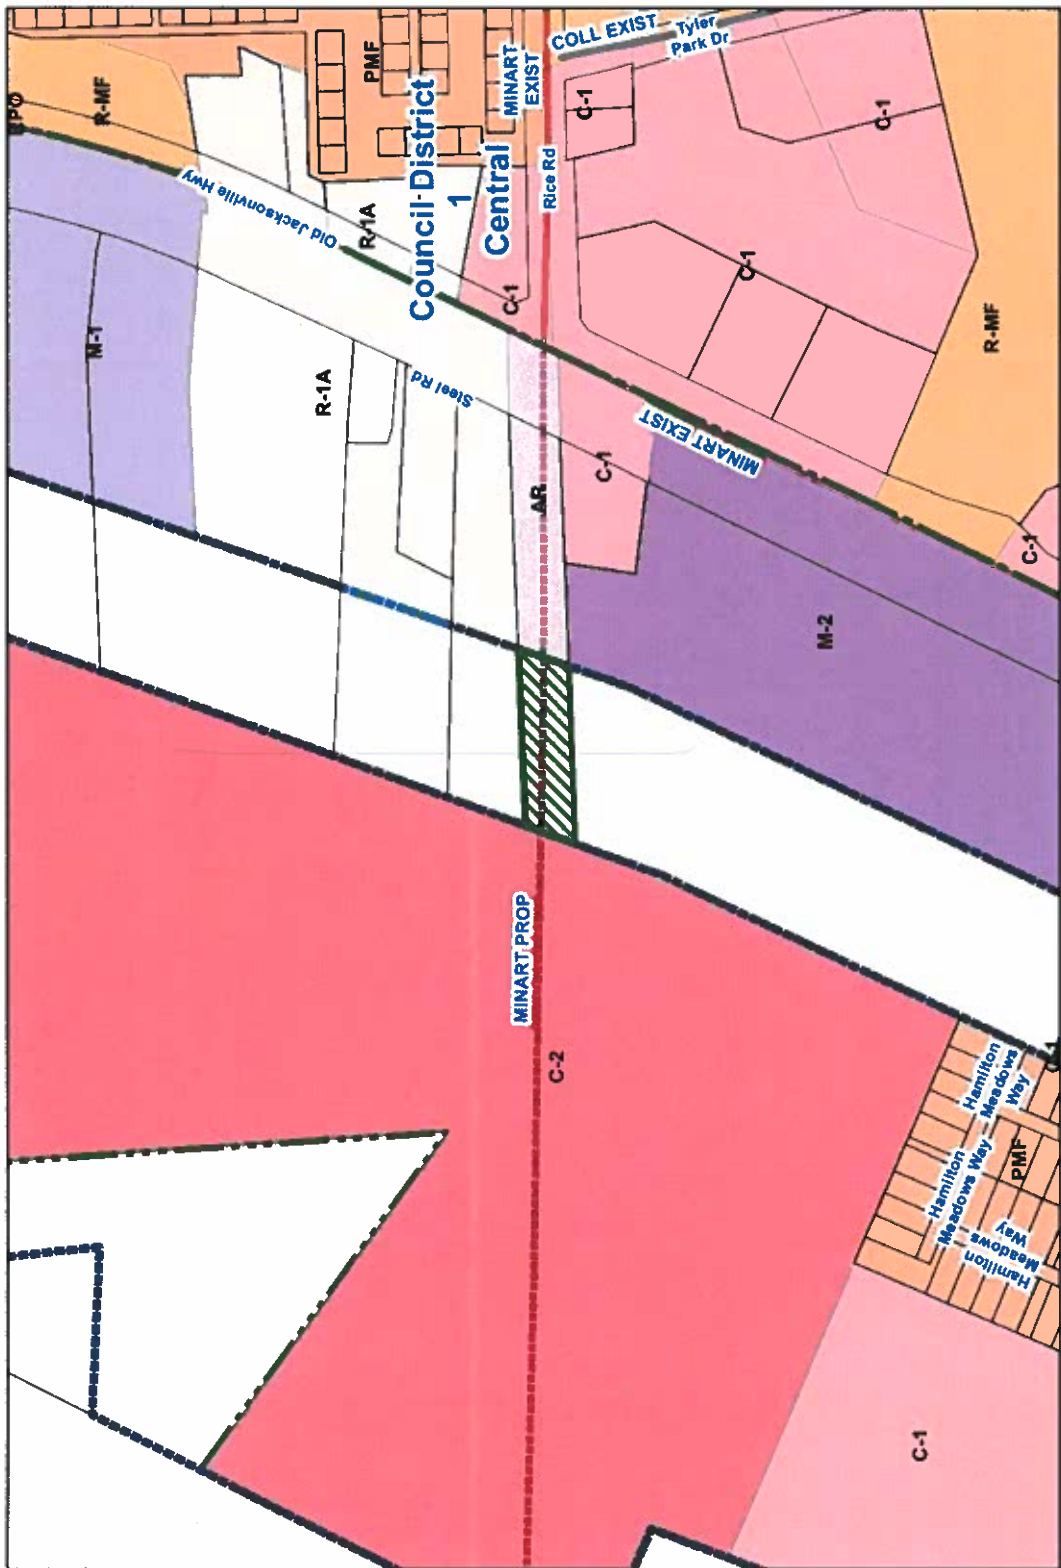 R-MF
PMF
MINART
EXIST
COLL EXIST
Tyler
Park Dr
C-1
C-1
Old Jacksonville Hwy
R-1A
Council District
1
Central
Rice Rd
M-1
C-1
C-1
R-MF
R-1A
Steel Rd
MINART EXIST
AR
C-1
C-1
M-2
MINART PROP
C-2
Hamilton
Meadows
Way
Hamilton
Meadows Way
PMF
Hamilton
Meadows
Way
C-1